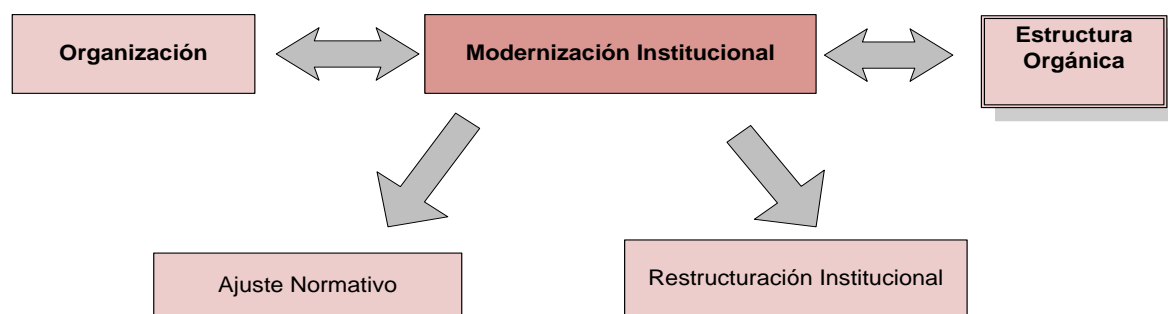 Organización
Modernización Institucional
Estructura
Orgánica
Ajuste Normativo
Restructuración Institucional